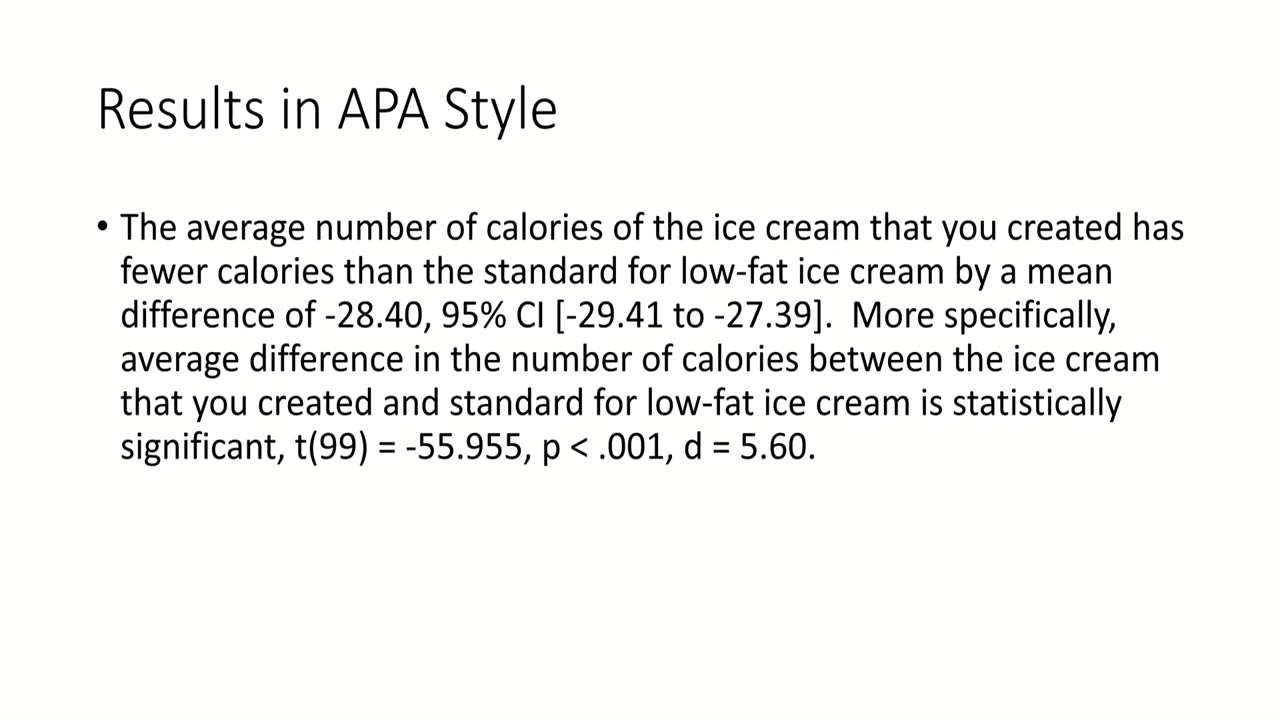 Results in APA Style
• The average number of calories of the ice cream that you created has
fewer calories than the standard for low-fat ice cream by a mean
difference of -28.40, 95% CI [-29.41 to -27.39].  More specifically,
average difference in the number of calories between the ice cream
that you created and standard for low-fat ice cream is statistically
significant, t(99) = -55.955, p < .001, d = 5.60.